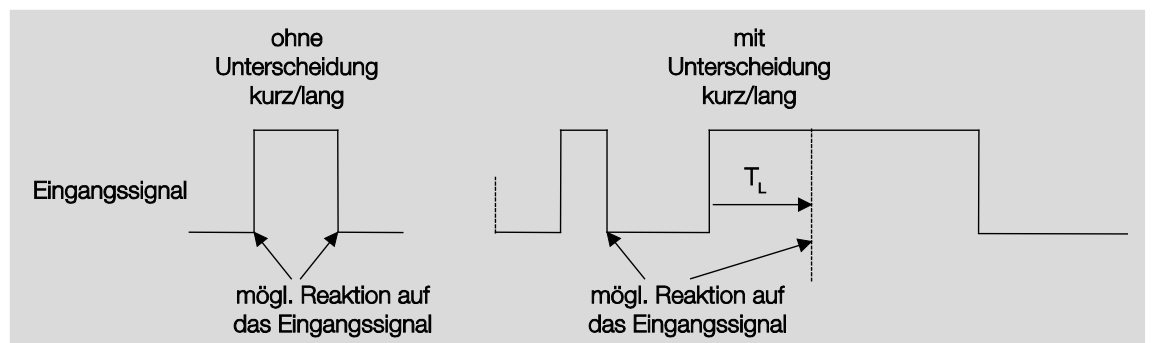 ohne
Unterscheidung
kurz/lang
mit
Unterscheidung
kurz/lang
Eingangssignal
TL
mögl. Reaktion auf
das Eingangssignal
mögl. Reaktion auf
das Eingangssignal